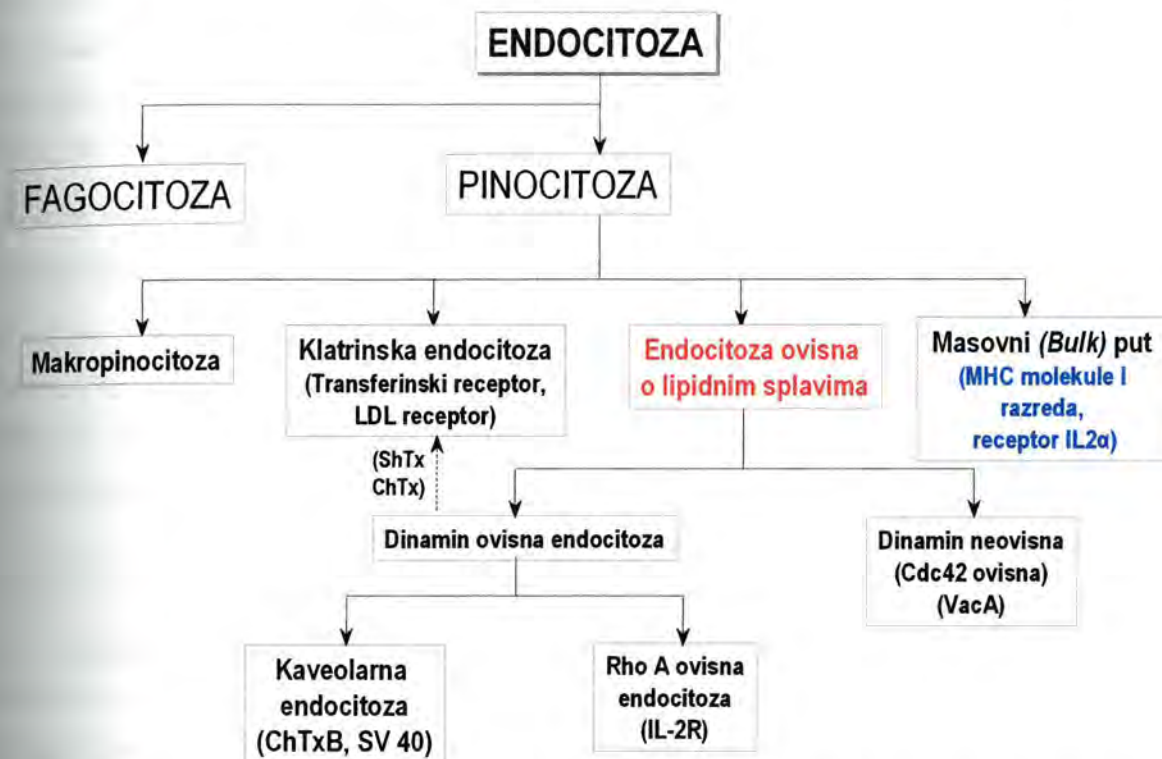 ENDOCITOZA
FAGOCITOZA
PINOCITOZA
Makropinocitoza
Klatrinska endocitoza
(Transferinski receptor,
LDL receptor)
Endocitoza ovisna
o lipidnim splavima
Masovni (Bulk) put
(MHC molekule I
razreda,
receptor IL2α)
(ShTx
ChTx)
Dinamin ovisna endocitoza
Dinamin neovisna
(Cdc42 ovisna)
(VacA)
Kaveolarna
endocitoza
(ChTxB, SV 40)
Rho A ovisna
endocitoza
(IL-2R)